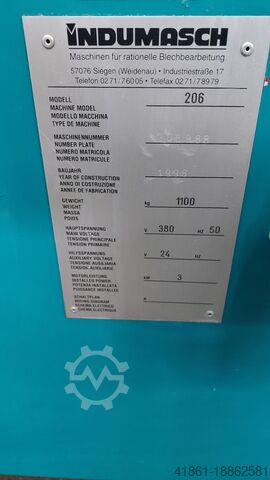 INDUMASCH
Maschinen für rationelle Blechbearbeitung
57076 Siegen (Weidenau) • Industriestraße 17
Telefon 0271/76005 • Telefax 0271/78979
MODELL 206
MACHINE MODEL
MODELLO MACCHINA
TYPE DE MACHINE
MASCHINENNUMMER
NUMBER PLATE
NUMERO MATRICOLA
NUMERO MATRICULE
BAUJAHR
YEAR OF CONSTRUCTION
ANNO DI COSTRUZIONE
ANNEE DE FABRICATION
GEWICHT kg 1100
WEIGHT
MASSA
POIDS
HAUPTSPANNUNG V 380 HZ 50
MAIN VOLTAGE
TENSIONE PRINCIPALE
TENSION PRIMAIRE
HILFSSPANNUNG V 24 HZ
AUXILIARY VOLTAGE
TENSIONE AUSILIARIA
TENSION AUXILIAIRE
MOTORLEISTUNG kW 3
INSTALLED POWER
POTENZA INSTALLATA
PUISSANCE INSTALLEE
SCHALTPLAN
WIRING DIAGRAM
SCHEMA ELETTRICO
SCHEMA ELECTRIQUE
41861-18862581